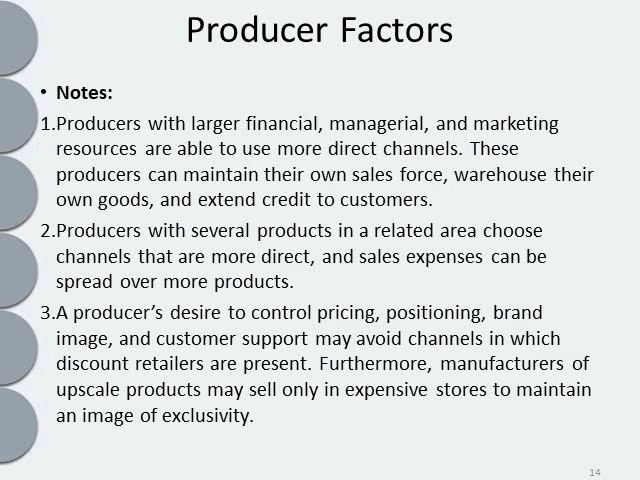 Producer Factors
• Notes:
1.Producers with larger financial, managerial, and marketing
resources are able to use more direct channels. These
producers can maintain their own sales force, warehouse their
own goods, and extend credit to customers.
2.Producers with several products in a related area choose
channels that are more direct, and sales expenses can be
spread over more products.
3.A producer’s desire to control pricing, positioning, brand
image, and customer support may avoid channels in which
discount retailers are present. Furthermore, manufacturers of
upscale products may sell only in expensive stores to maintain
an image of exclusivity.
14